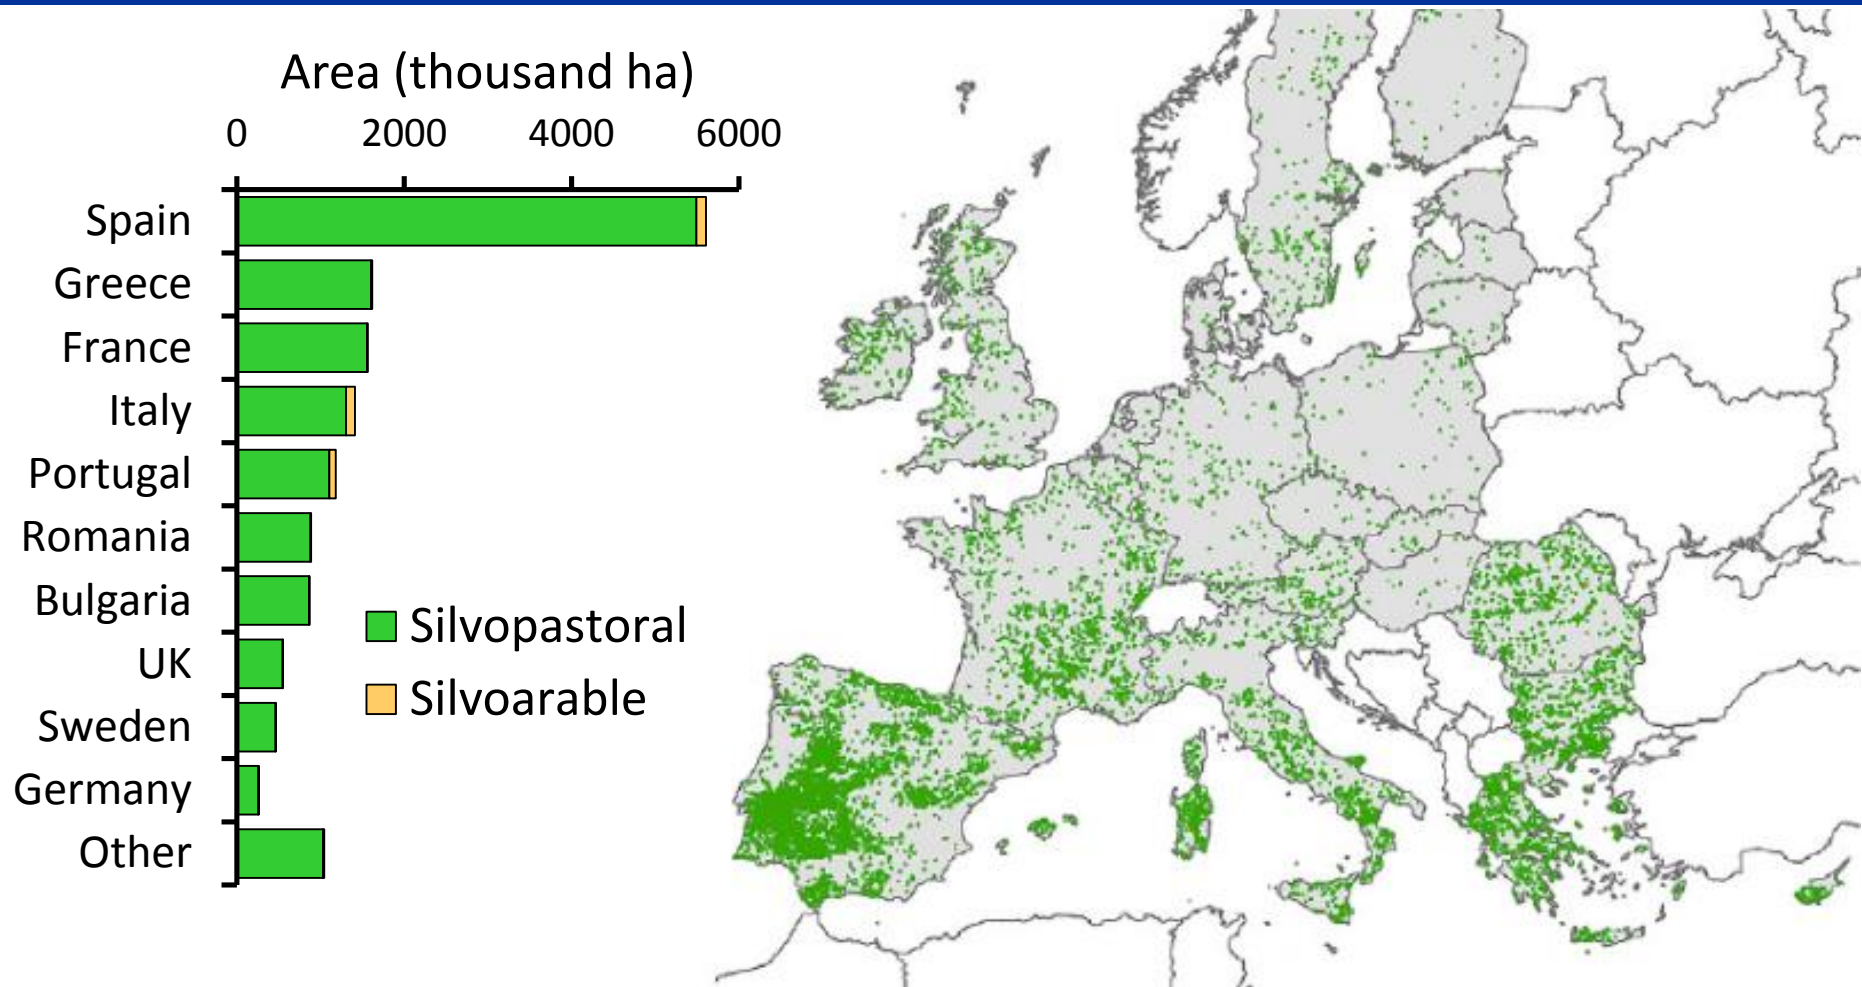 Area (thousand ha)
0 2000 4000 6000
Spain
Greece
France
Italy
Portugal
Romania
Bulgaria
UK
Sweden
Germany
Other
Silvopastoral
Silvoarable